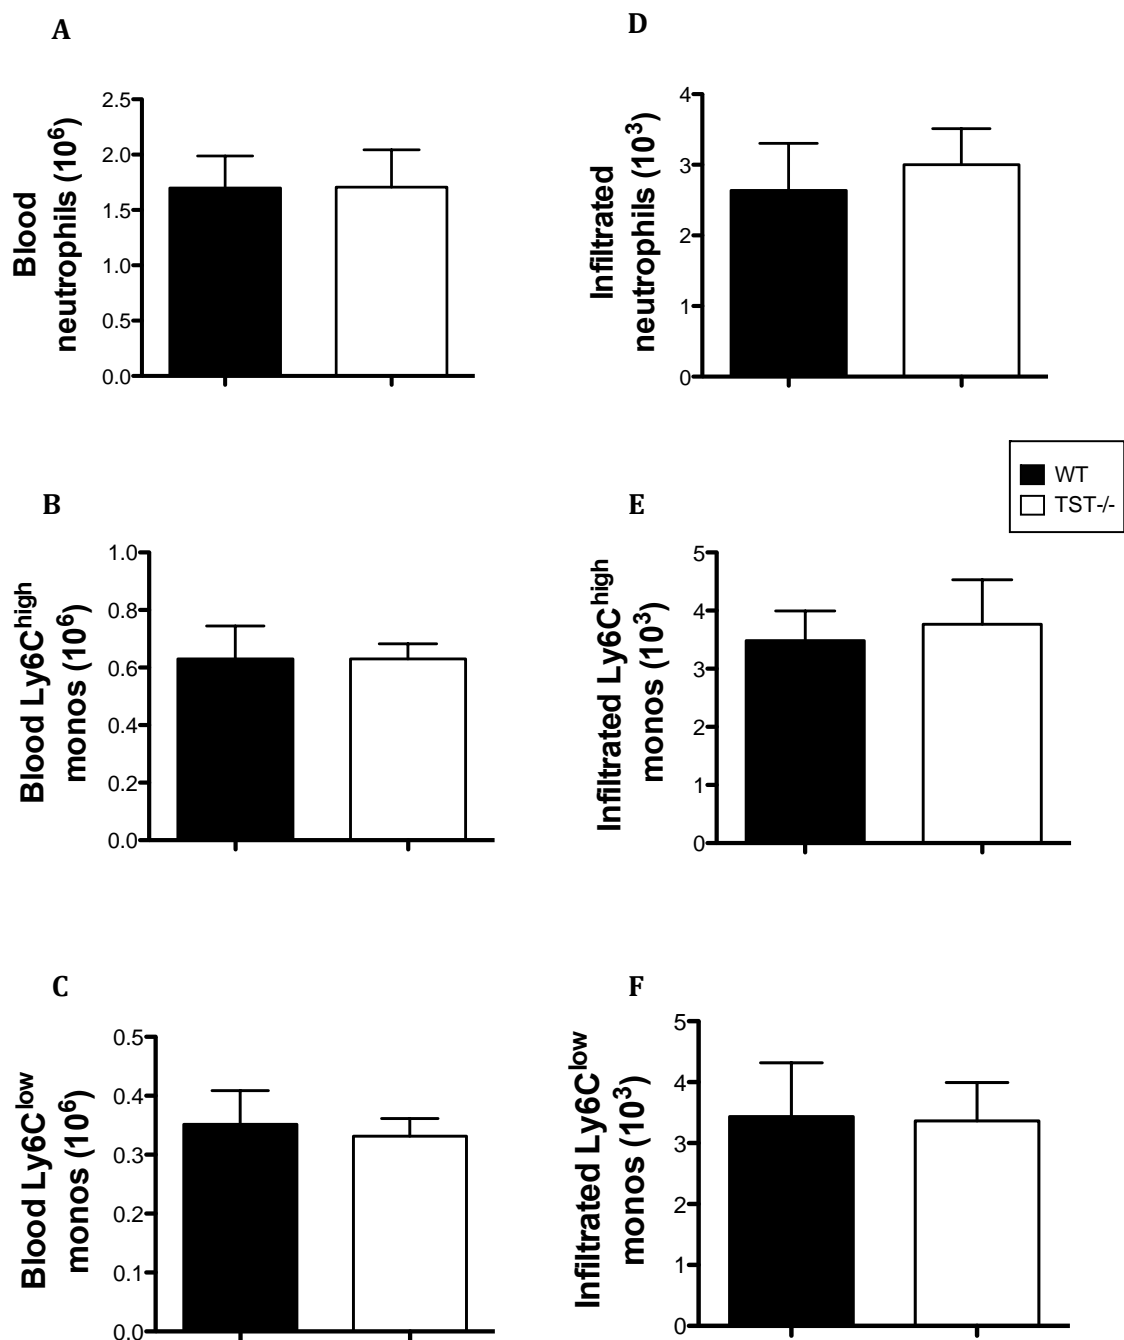 A
Blood
neutrophils (10⁶)
2.5
2.0
1.5
1.0
0.5
0.0
D
Infiltrated
neutrophils (10³)
4
3
2
1
0
WT
TST-/-
B
Blood Ly6Cʰⁱᵍʰ
monos (10⁶)
1.0
0.8
0.6
0.4
0.2
0.0
E
Infiltrated Ly6Cʰⁱᵍʰ
monos (10³)
5
4
3
2
1
0
C
Blood Ly6Cˡᵒʷ
monos (10⁶)
0.5
0.4
0.3
0.2
0.1
0.0
F
Infiltrated Ly6Cˡᵒʷ
monos (10³)
5
4
3
2
1
0